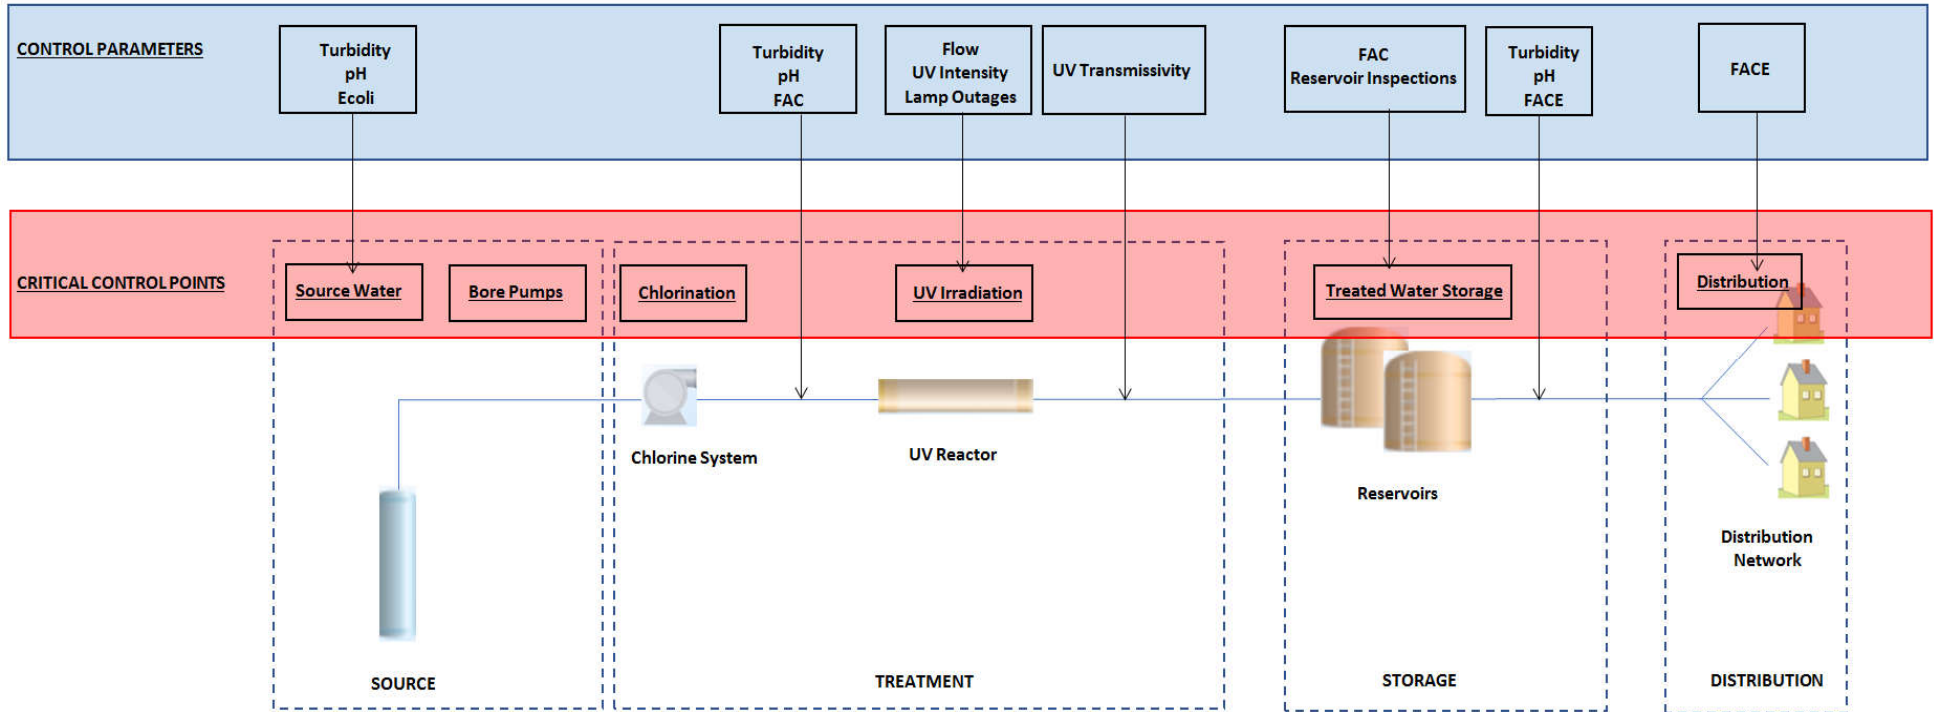 CONTROL PARAMETERS
Turbidity
pH
Ecoli
Turbidity
pH
FAC
Flow
UV Intensity
Lamp Outages
UV Transmissivity
FAC
Reservoir Inspections
Turbidity
pH
FACE
FACE
CRITICAL CONTROL POINTS
Source Water
Bore Pumps
Chlorination
UV Irradiation
Treated Water Storage
Distribution
Chlorine System
UV Reactor
Reservoirs
Distribution
Network
SOURCE
TREATMENT
STORAGE
DISTRIBUTION